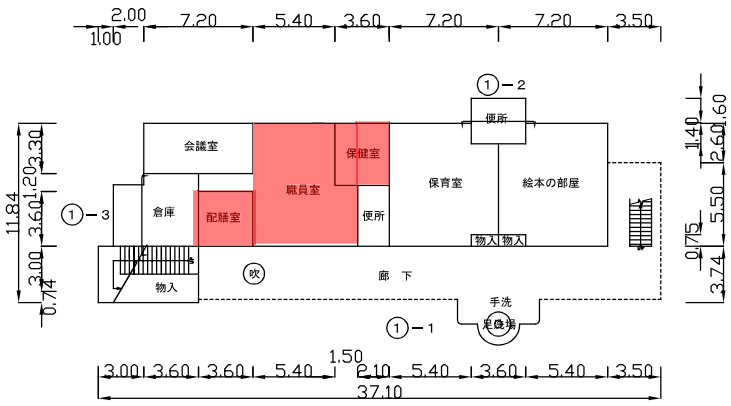 2.00 7.20 5.40 3.60 7.20 7.20 3.50
1.00
①-2
便所
会議室
保健室
職員室
保育室
絵本の部屋
倉庫
配膳室
便所
①-3
物入 物入
吹
廊 下
物入
手洗
①-1
11.84
3.30
1.20
3.60
3.00
0.74
1.40
1.60
2.60
5.50
0.75
3.74
1.50
3.00 3.60 3.60 5.40 2.10 5.40 3.60 5.40 3.50
37.10